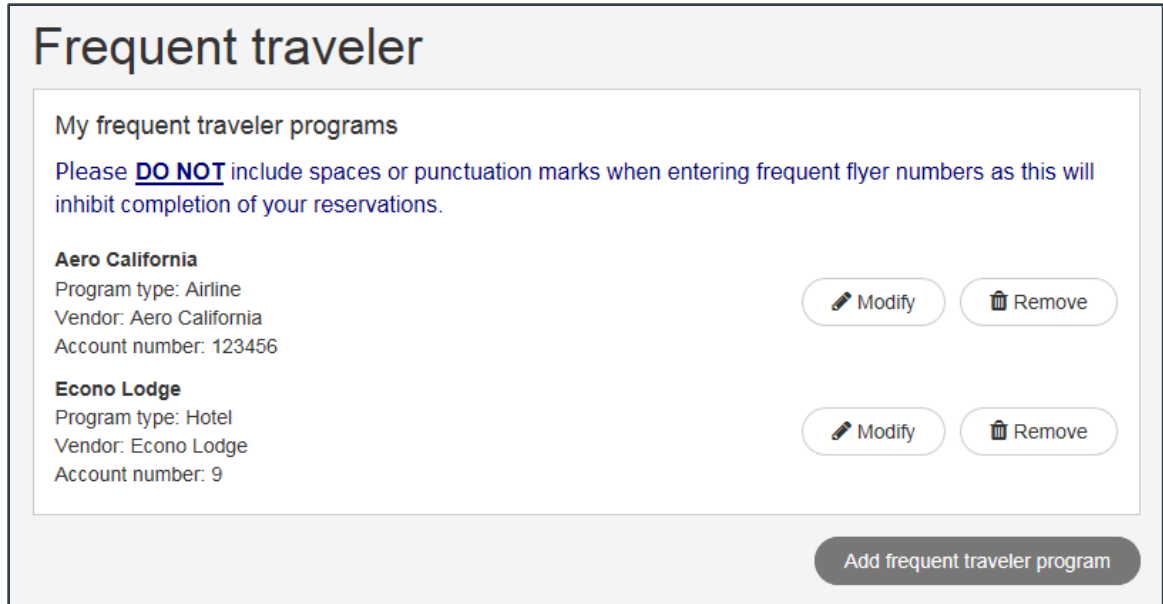 Frequent traveler
My frequent traveler programs
Please DO NOT include spaces or punctuation marks when entering frequent flyer numbers as this will
inhibit completion of your reservations.
Aero California
Program type: Airline
Vendor: Aero California
Account number: 123456
Modify Remove
Econo Lodge
Program type: Hotel
Vendor: Econo Lodge
Account number: 9
Modify Remove
Add frequent traveler program